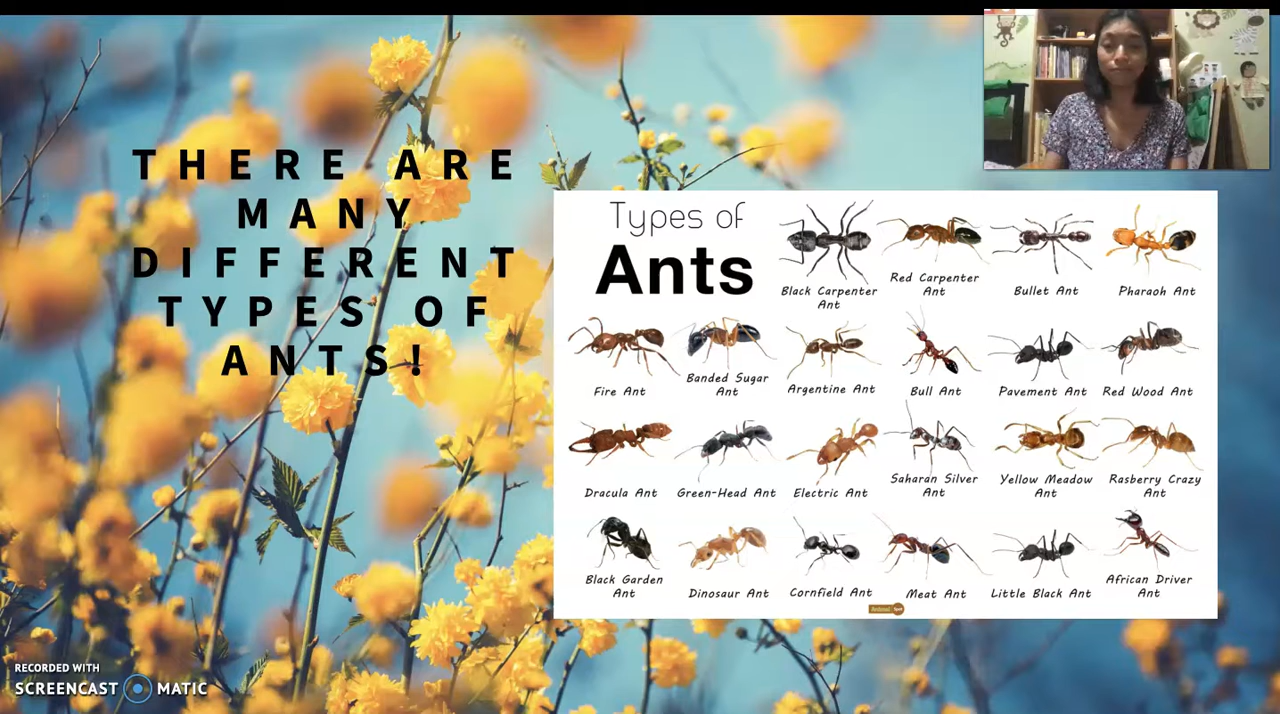 THERE ARE
MANY
DIFFERENT
TYPES OF
ANTS!
Types of
Ants
Black Carpenter
Ant
Red Carpenter
Ant
Bullet Ant
Pharaoh Ant
Fire Ant
Banded Sugar
Ant
Argentine Ant
Bull Ant
Pavement Ant
Red Wood Ant
Dracula Ant
Green-Head Ant
Electric Ant
Saharan Silver
Ant
Yellow Meadow
Ant
Rasberry Crazy
Ant
Black Garden
Ant
Dinosaur Ant
Cornfield Ant
Meat Ant
Little Black Ant
African Driver
Ant
RECORDED WITH
SCREENCAST MATIC